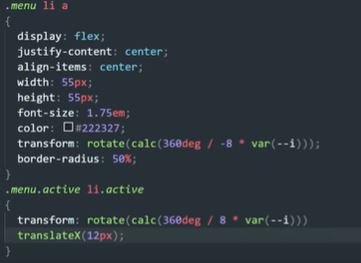 .menu li a
{
display: flex;
justify-content: center;
align-items: center;
width: 55px;
height: 55px;
font-size: 1.75em;
color: #222327;
transform: rotate(calc(360deg / -8 * var(--i)));
border-radius: 50%;
}
.menu.active li.active
{
transform: rotate(calc(360deg / 8 * var(--i)))
translateX(12px);
}